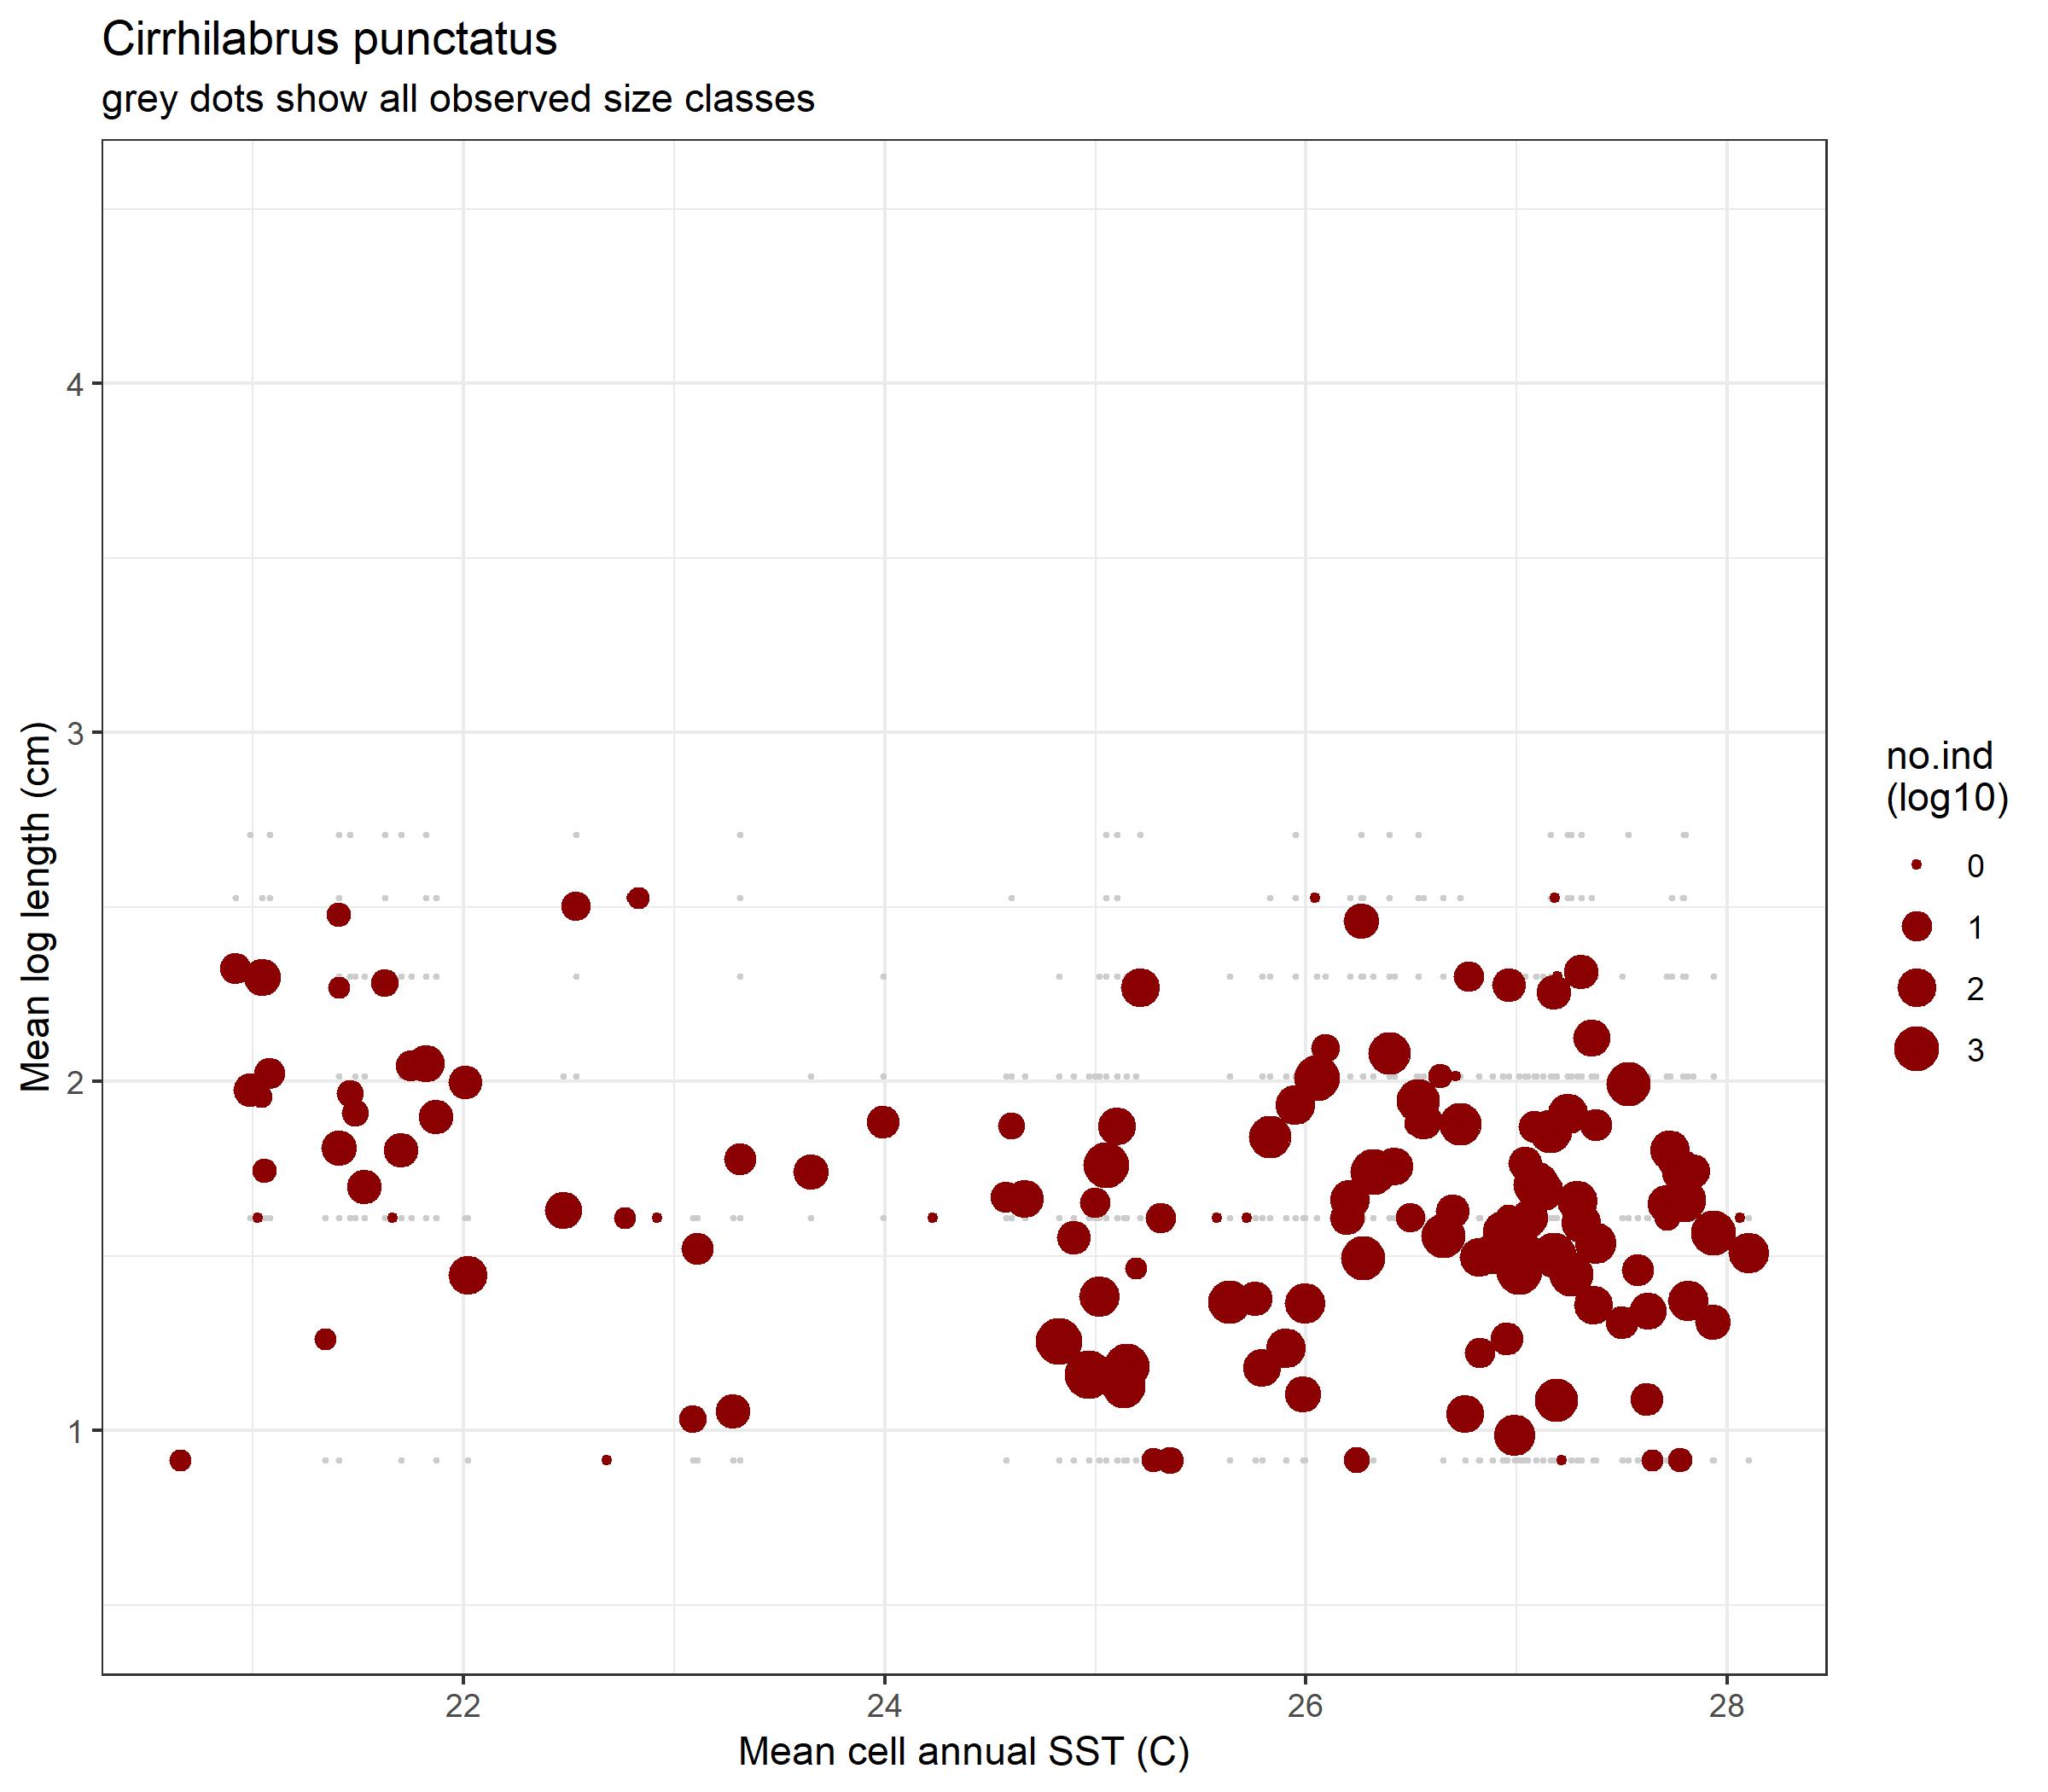 Cirrhilabrus punctatus
grey dots show all observed size classes
4
3
2
1
Mean log length (cm)
22
24
26
28
Mean cell annual SST (C)
no.ind
(log10)
0
1
2
3